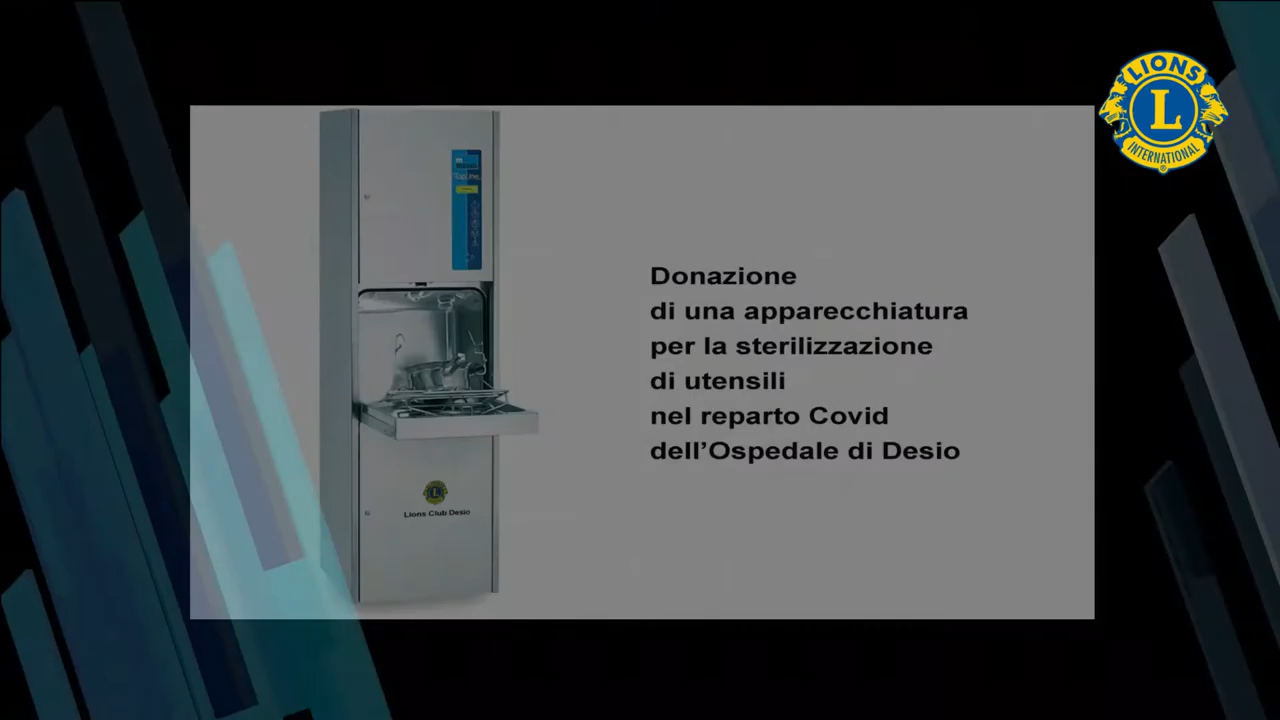 LIONS
L
INTERNATIONAL
TopLine
Donazione
di una apparecchiatura
per la sterilizzazione
di utensili
nel reparto Covid
dell’Ospedale di Desio
L
Lions Club Desio